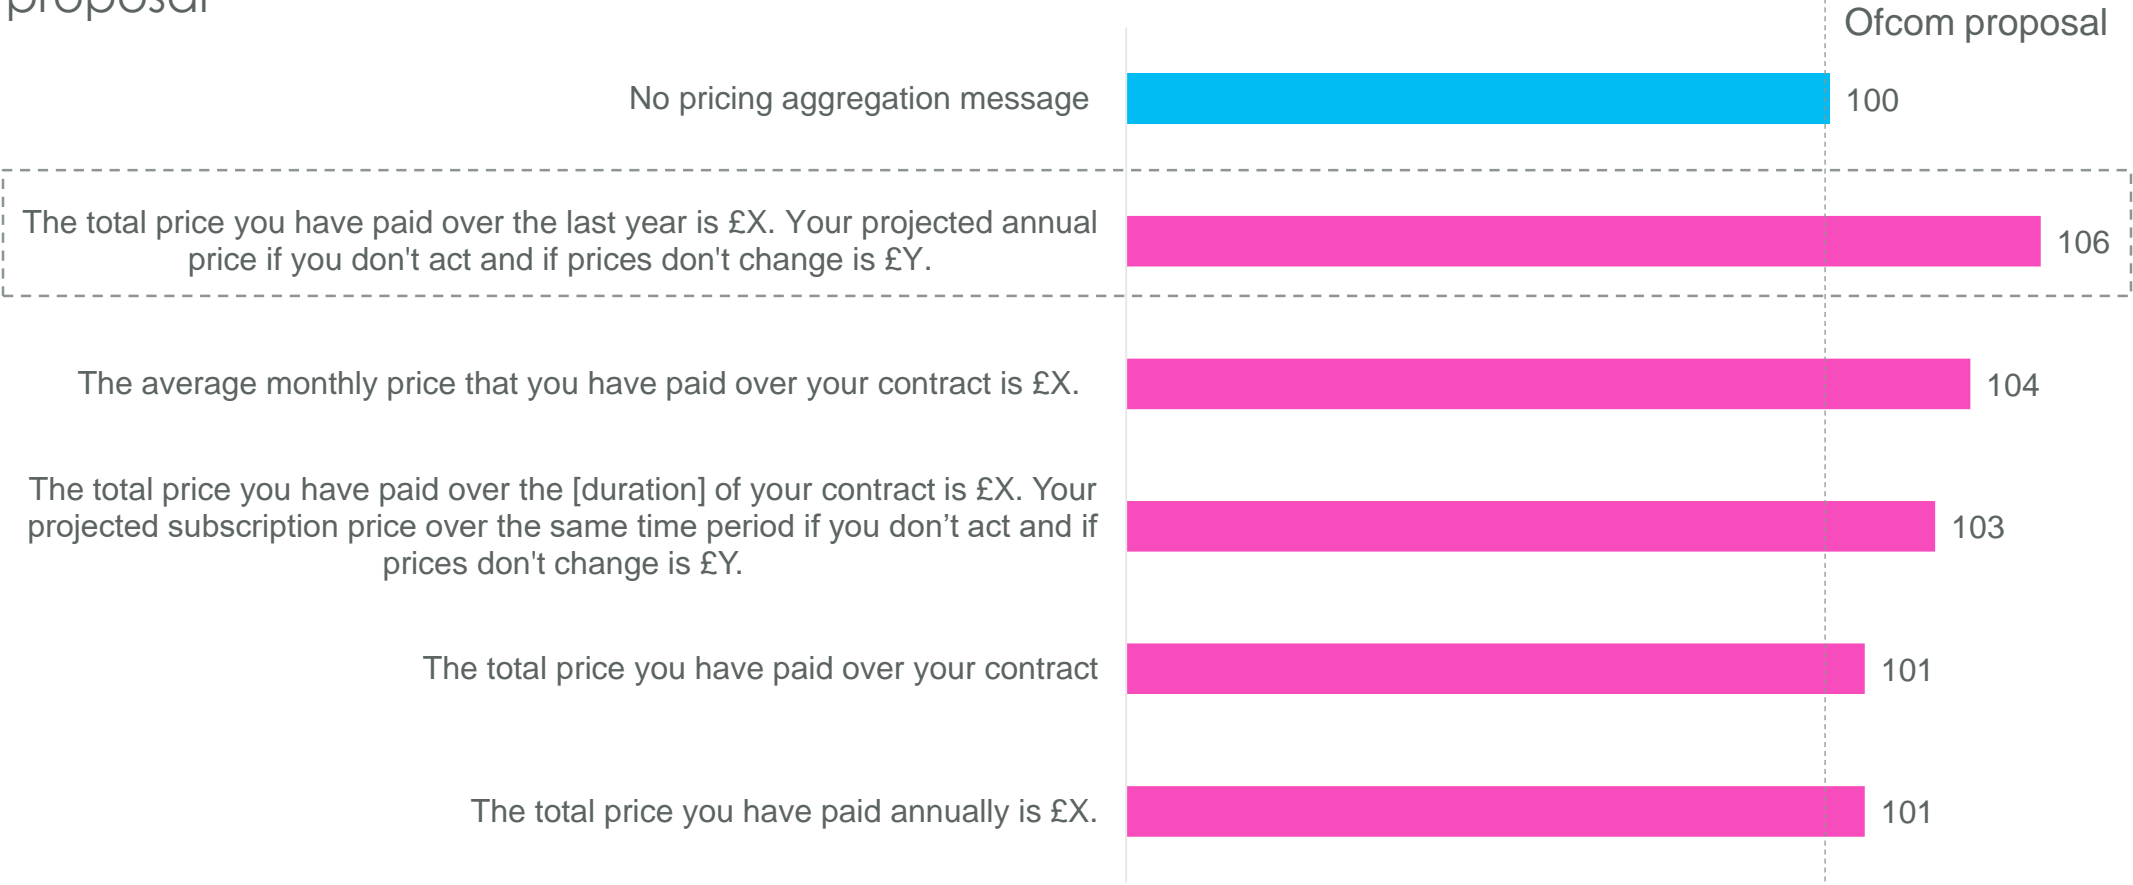 proposal
Ofcom proposal
No pricing aggregation message
100
The total price you have paid over the last year is £X. Your projected annual
price if you don't act and if prices don't change is £Y.
106
The average monthly price that you have paid over your contract is £X.
104
The total price you have paid over the [duration] of your contract is £X. Your
projected subscription price over the same time period if you don’t act and if
prices don't change is £Y.
103
The total price you have paid over your contract
101
The total price you have paid annually is £X.
101